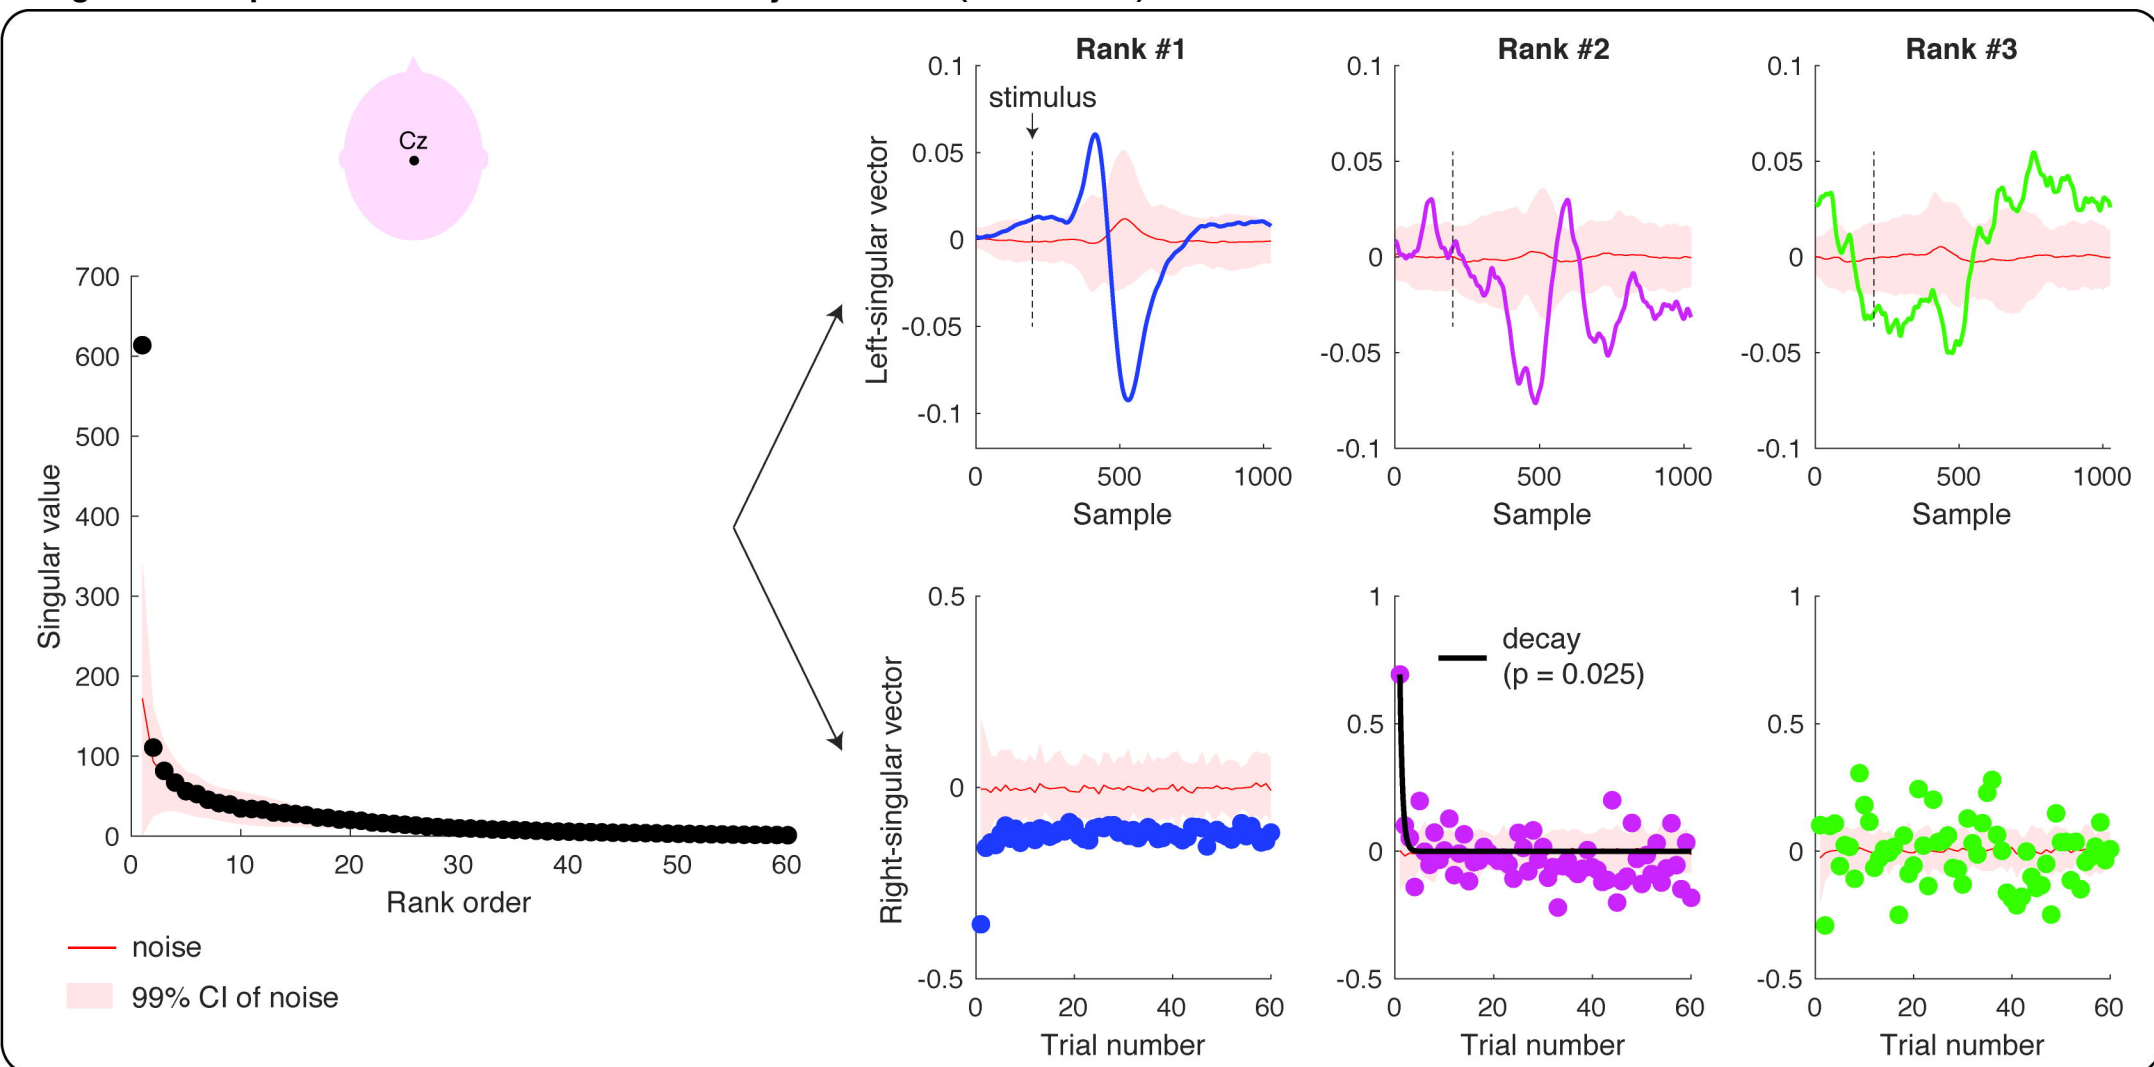 Cz
700
600
500
400
300
200
100
0
Singular value
0 10 20 30 40 50 60
Rank order
noise
99% CI of noise
Rank #1
stimulus
0.1
0.05
0
-0.05
-0.1
Left-singular vector
0 500 1000
Sample
Rank #2
0.1
0.05
0
-0.05
-0.1
0 500 1000
Sample
Rank #3
0.1
0.05
0
-0.05
-0.1
0 500 1000
Sample
0.5
0
-0.5
Right-singular vector
0 20 40 60
Trial number
1
0.5
0
-0.5
decay
(p = 0.025)
0 20 40 60
Trial number
1
0.5
0
-0.5
0 20 40 60
Trial number